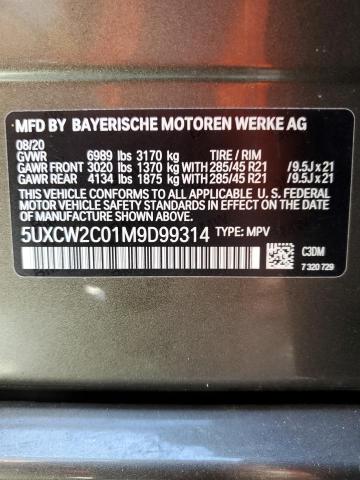 MFD BY BAYERISCHE MOTOREN WERKE AG
08/20
GVWR 6989 lbs 3170 kg TIRE / RIM
GAWR FRONT 3020 lbs 1370 kg WITH 285/45 R21 /9.5J x 21
GAWR REAR 4134 lbs 1875 kg WITH 285/45 R21 /9.5J x 21
THIS VEHICLE CONFORMS TO ALL APPLICABLE U. S. FEDERAL
MOTOR VEHICLE SAFETY STANDARDS IN EFFECT
ON THE DATE OF MANUFACTURE SHOWN ABOVE.
5UXCW2C01M9D99314 TYPE: MPV
C3DM
7 320 729